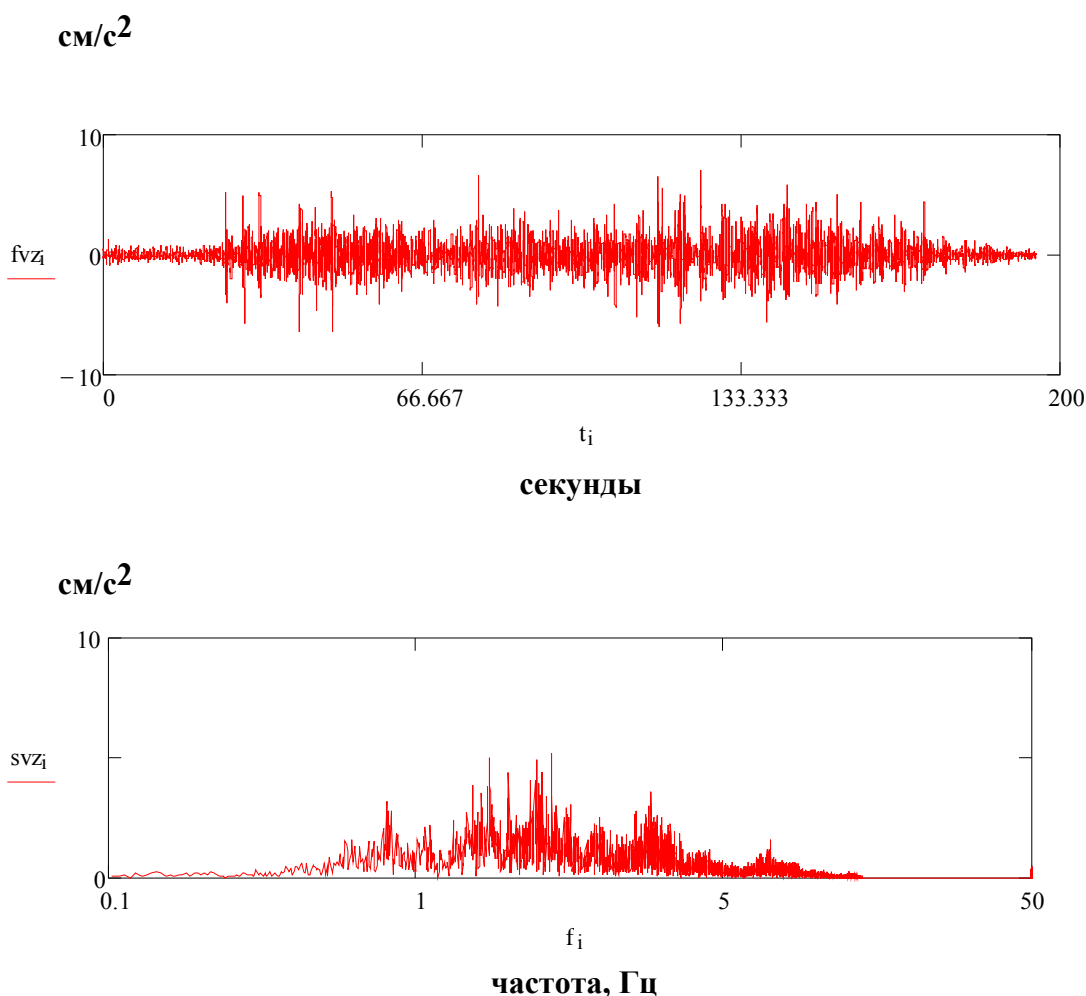 см/с2
10
fvzi
0
−10
0 66.667 133.333 200
ti
секунды
см/с2
10
svzi
0
0.1 1 5 50
fi
частота, Гц